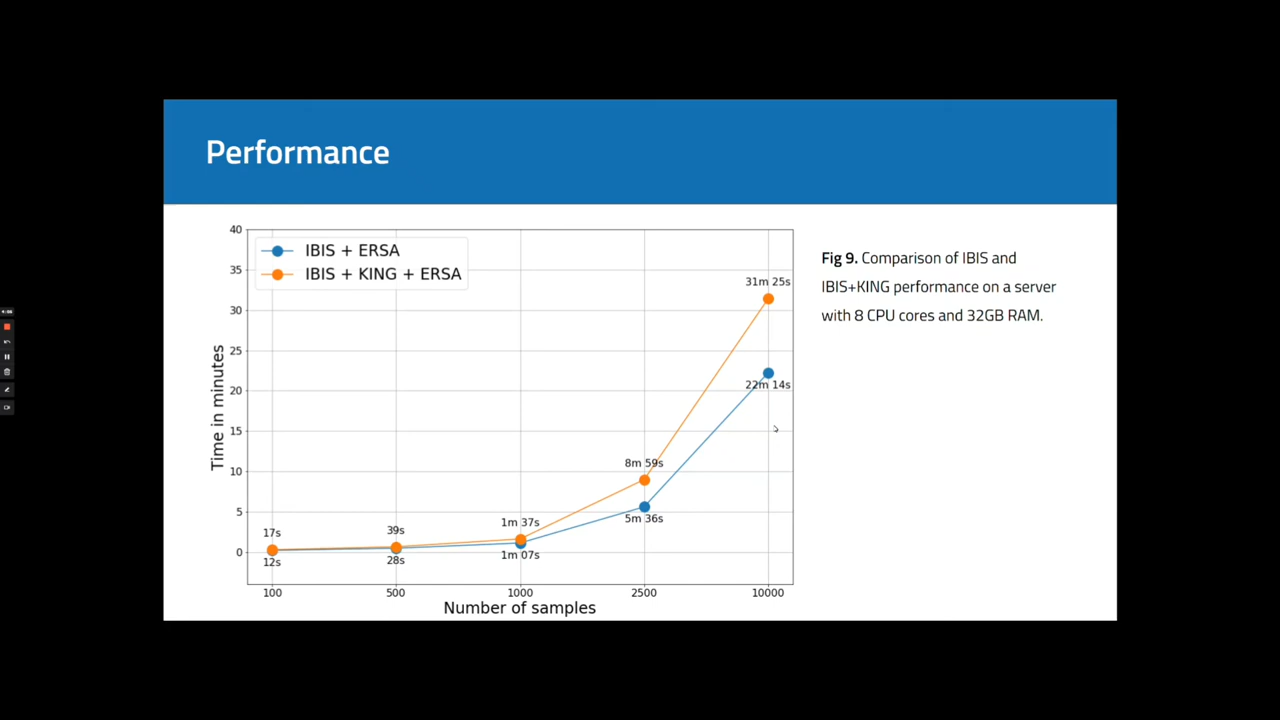 Performance
40
35
30
25
20
15
10
5
0
Time in minutes
IBIS + ERSA
IBIS + KING + ERSA
17s
12s
39s
28s
1m 37s
1m 07s
8m 59s
5m 36s
31m 25s
22m 14s
100 500 1000 2500 10000
Number of samples
Fig 9. Comparison of IBIS and
IBIS+KING performance on a server
with 8 CPU cores and 32GB RAM.